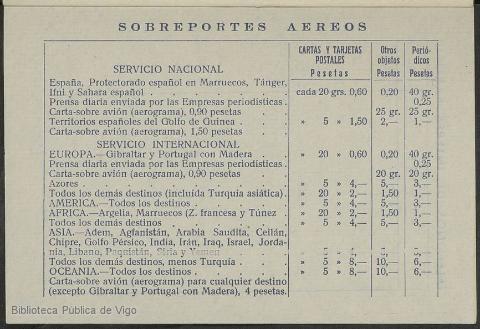 SOBREPORTES AEREOS
CARTAS Y TARJETAS POSTALES Otros objetos Periódicos
Pesetas Pesetas Pesetas
SERVICIO NACIONAL
España, Protectorado español en Marruecos, Tánger,
Ifni y Sahara español . . . . . . . cada 20 grs. 0,60 0,20 40 gr.
Prensa diaria enviada por las Empresas periodísticas. 0,25
Carta-sobre avión (aerograma), 0,90 pesetas . . 25 gr. 25 gr.
Territorios españoles del Golfo de Guinea . . » 5 » 1,50 2,— 1,—
Carta-sobre avión (aerograma), 1,50 pesetas
SERVICIO INTERNACIONAL
EUROPA.—Gibraltar y Portugal con Madera . . » 20 » 0,60 0,20 40 gr.
Prensa diaria enviada por las Empresas periodísticas. 0,25
Carta-sobre avión (aerograma), 0,90 pesetas . . 20 gr. 20 gr.
Azores . . . . . . . » 5 » 4,— 5,— 3,—
Todos los demás destinos (incluída Turquía asiática). » 20 » 2,— 1,50 1,—
AMERICA.—Todos los destinos . . . . » 5 » 4,— 5,— 3,—
AFRICA.—Argelia, Marruecos (Z. francesa y Túnez . » 20 » 2,— 1,50 1,—
Todos los demás destinos . . . . » 5 » 4,— 5,— 3,—
ASIA.—Adem, Agfanistán, Arabia Saudita, Ceilán,
Chipre, Golfo Pérsico, India, Irán, Iraq, Israel, Jorda-
nia, Líbano, Paquistán, Siria y Yemen
Todos los demás destinos, menos Turquía . . » 5 » 8,— 10,— 6,—
OCEANIA.—Todos los destinos . . . . » 5 » 8,— 10,— 6,—
Carta-sobre avión (aerograma) para cualquier destino
(excepto Gibraltar y Portugal con Madera), 4 pesetas.
Biblioteca Pública de Vigo